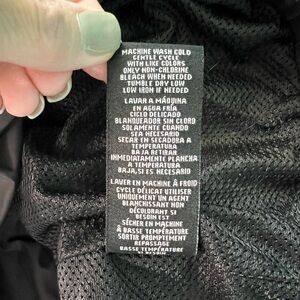 MACHINE WASH COLD
GENTLE CYCLE
WITH LIKE COLORS
ONLY NON-CHLORINE
BLEACH WHEN NEEDED
TUMBLE DRY LOW
LOW IRON IF NEEDED
LAVAR A MÁQJINA
EN AGUA FRÍA
CICLO DELICADO
BLANQUEADOR SIN CLORO
SOLAMENTE CUANDO
SEA NECESARIO
SECAR EN SECADORA A
TEMPERATURA
BAJA RETIRAR
INMEDIATAMENTE PLANCHA
A TEMPERATURA
BAJA,SI ES NECESARIO
LAVER EN MACHINE À FROID
CYCLE DÉLICAT UTILISER
UNIQUEMENT UN AGENT
BLANCHISSANT NON
DÉCOLORANT SI
BESOIN EST
SÉCHER EN MACHINE
À BASSE TEMPÉRATURE
SORTIR PROMPTEMENT
REPASSAGE
BASSE TEMPÉRATURE
SI BESOIN